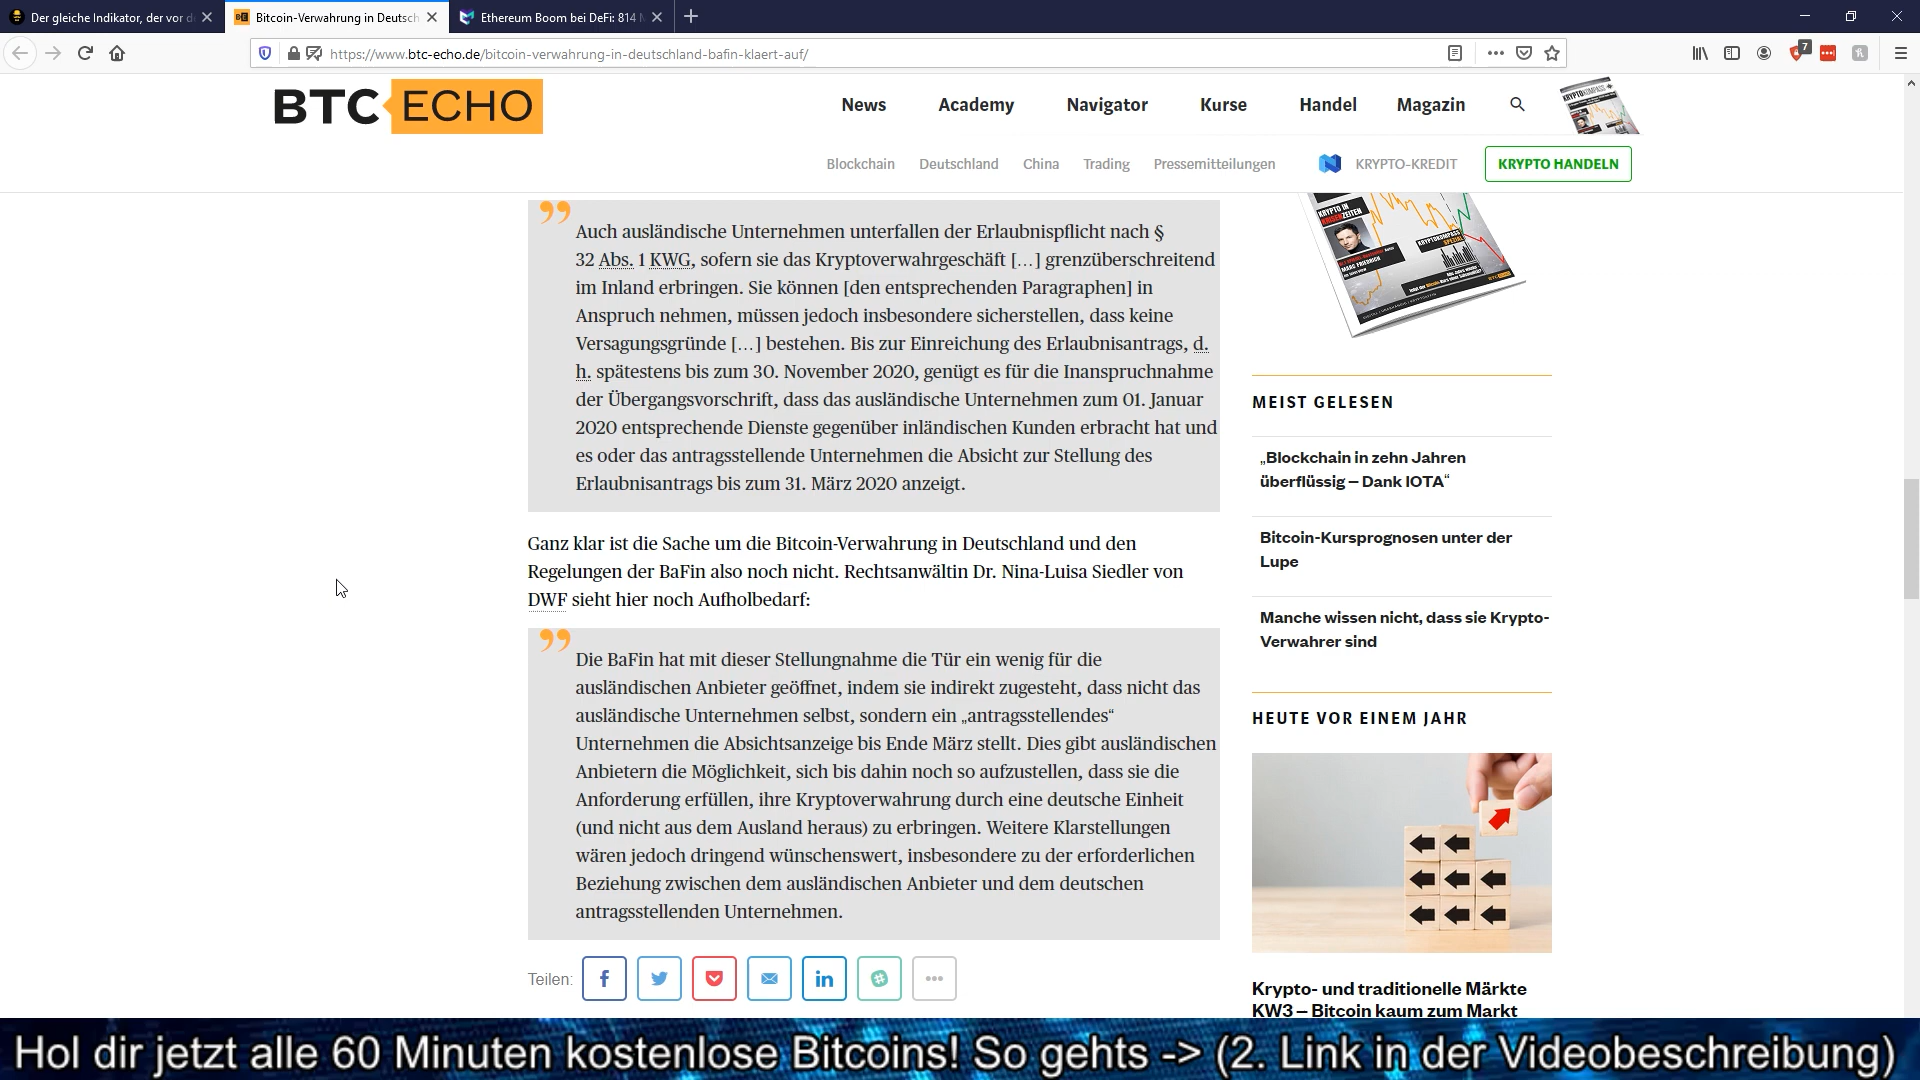 Der gleiche Indikator, der vor d
Bitcoin-Verwahrung in Deutsch
Ethereum Boom bei DeFi: 814 M
https://www.btc-echo.de/bitcoin-verwahrung-in-deutschland-bafin-klaert-auf/
7
BTC ECHO
News
Academy
Navigator
Kurse
Handel
Magazin
KRYPTOKOMPASS
Blockchain
Deutschland
China
Trading
Pressemitteilungen
KRYPTO-KREDIT
KRYPTO HANDELN
Auch ausländische Unternehmen unterfallen der Erlaubnispflicht nach §
32 Abs. 1 KWG, sofern sie das Kryptoverwahrgeschäft […] grenzüberschreitend
im Inland erbringen. Sie können [den entsprechenden Paragraphen] in
Anspruch nehmen, müssen jedoch insbesondere sicherstellen, dass keine
Versagungsgründe […] bestehen. Bis zur Einreichung des Erlaubnisantrags, d.
h. spätestens bis zum 30. November 2020, genügt es für die Inanspruchnahme
der Übergangsvorschrift, dass das ausländische Unternehmen zum 01. Januar
2020 entsprechende Dienste gegenüber inländischen Kunden erbracht hat und
es oder das antragsstellende Unternehmen die Absicht zur Stellung des
Erlaubnisantrags bis zum 31. März 2020 anzeigt.
Ganz klar ist die Sache um die Bitcoin-Verwahrung in Deutschland und den
Regelungen der BaFin also noch nicht. Rechtsanwältin Dr. Nina-Luisa Siedler von
DWF sieht hier noch Aufholbedarf:
Die BaFin hat mit dieser Stellungnahme die Tür ein wenig für die
ausländischen Anbieter geöffnet, indem sie indirekt zugesteht, dass nicht das
ausländische Unternehmen selbst, sondern ein „antragsstellendes“
Unternehmen die Absichtsanzeige bis Ende März stellt. Dies gibt ausländischen
Anbietern die Möglichkeit, sich bis dahin noch so aufzustellen, dass sie die
Anforderung erfüllen, ihre Kryptoverwahrung durch eine deutsche Einheit
(und nicht aus dem Ausland heraus) zu erbringen. Weitere Klarstellungen
wären jedoch dringend wünschenswert, insbesondere zu der erforderlichen
Beziehung zwischen dem ausländischen Anbieter und dem deutschen
antragsstellenden Unternehmen.
Teilen:
KRYPTO IN
KRISENZEITEN
MARC FRIEDRICH
KRYPTOKOMPASS
SPEZIAL
MEIST GELESEN
„Blockchain in zehn Jahren
überflüssig – Dank IOTA“
Bitcoin-Kursprognosen unter der
Lupe
Manche wissen nicht, dass sie Krypto-
Verwahrer sind
HEUTE VOR EINEM JAHR
Krypto- und traditionelle Märkte
KW3 – Bitcoin kaum zum Markt
Hol dir jetzt alle 60 Minuten kostenlose Bitcoins! So gehts -> (2. Link in der Videobeschreibung)